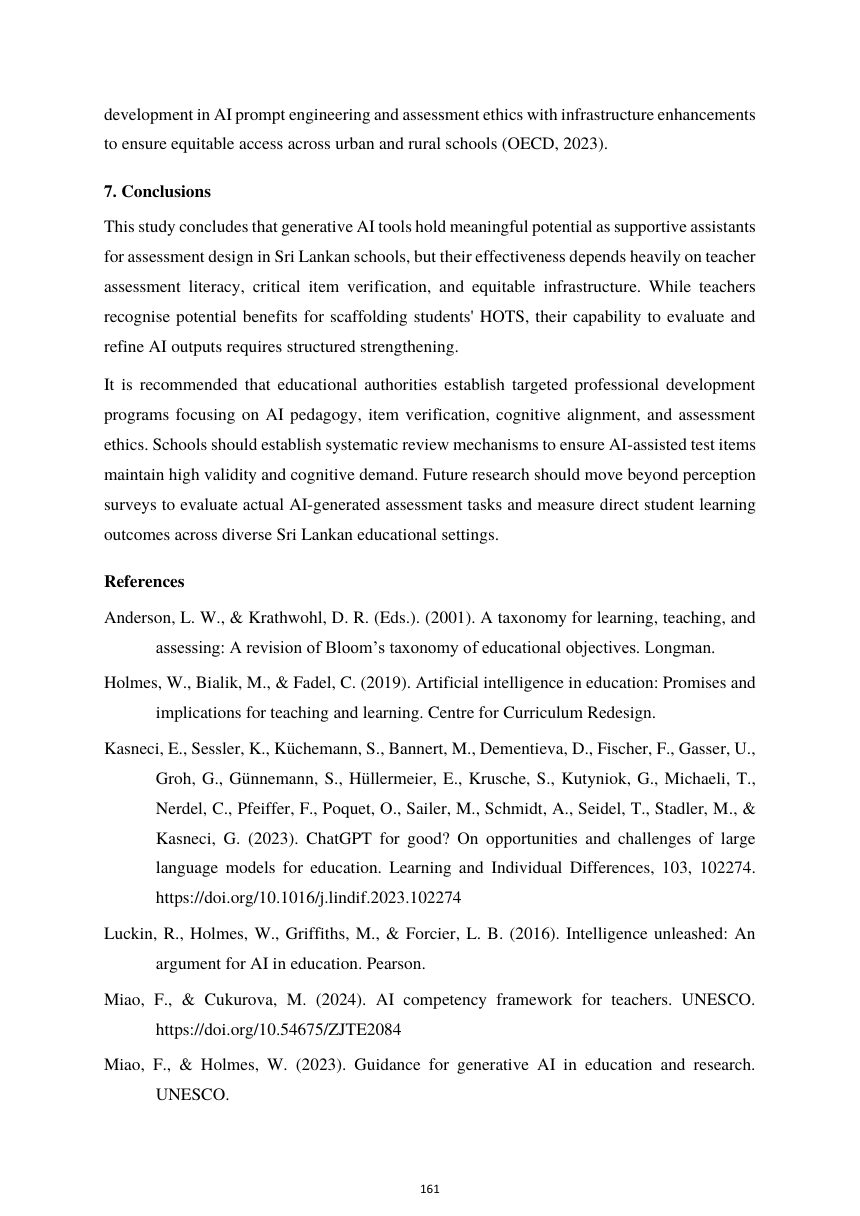 development in AI prompt engineering and assessment ethics with infrastructure enhancements
to ensure equitable access across urban and rural schools (OECD, 2023).
7. Conclusions
This study concludes that generative AI tools hold meaningful potential as supportive assistants
for assessment design in Sri Lankan schools, but their effectiveness depends heavily on teacher
assessment literacy, critical item verification, and equitable infrastructure. While teachers
recognise potential benefits for scaffolding students' HOTS, their capability to evaluate and
refine AI outputs requires structured strengthening.
It is recommended that educational authorities establish targeted professional development
programs focusing on AI pedagogy, item verification, cognitive alignment, and assessment
ethics. Schools should establish systematic review mechanisms to ensure AI-assisted test items
maintain high validity and cognitive demand. Future research should move beyond perception
surveys to evaluate actual AI-generated assessment tasks and measure direct student learning
outcomes across diverse Sri Lankan educational settings.
References
Anderson, L. W., & Krathwohl, D. R. (Eds.). (2001). A taxonomy for learning, teaching, and
assessing: A revision of Bloom’s taxonomy of educational objectives. Longman.
Holmes, W., Bialik, M., & Fadel, C. (2019). Artificial intelligence in education: Promises and
implications for teaching and learning. Centre for Curriculum Redesign.
Kasneci, E., Sessler, K., Küchemann, S., Bannert, M., Dementieva, D., Fischer, F., Gasser, U.,
Groh, G., Günnemann, S., Hüllermeier, E., Krusche, S., Kutyniok, G., Michaeli, T.,
Nerdel, C., Pfeiffer, F., Poquet, O., Sailer, M., Schmidt, A., Seidel, T., Stadler, M., &
Kasneci, G. (2023). ChatGPT for good? On opportunities and challenges of large
language models for education. Learning and Individual Differences, 103, 102274.
https://doi.org/10.1016/j.lindif.2023.102274
Luckin, R., Holmes, W., Griffiths, M., & Forcier, L. B. (2016). Intelligence unleashed: An
argument for AI in education. Pearson.
Miao, F., & Cukurova, M. (2024). AI competency framework for teachers. UNESCO.
https://doi.org/10.54675/ZJTE2084
Miao, F., & Holmes, W. (2023). Guidance for generative AI in education and research.
UNESCO.
161